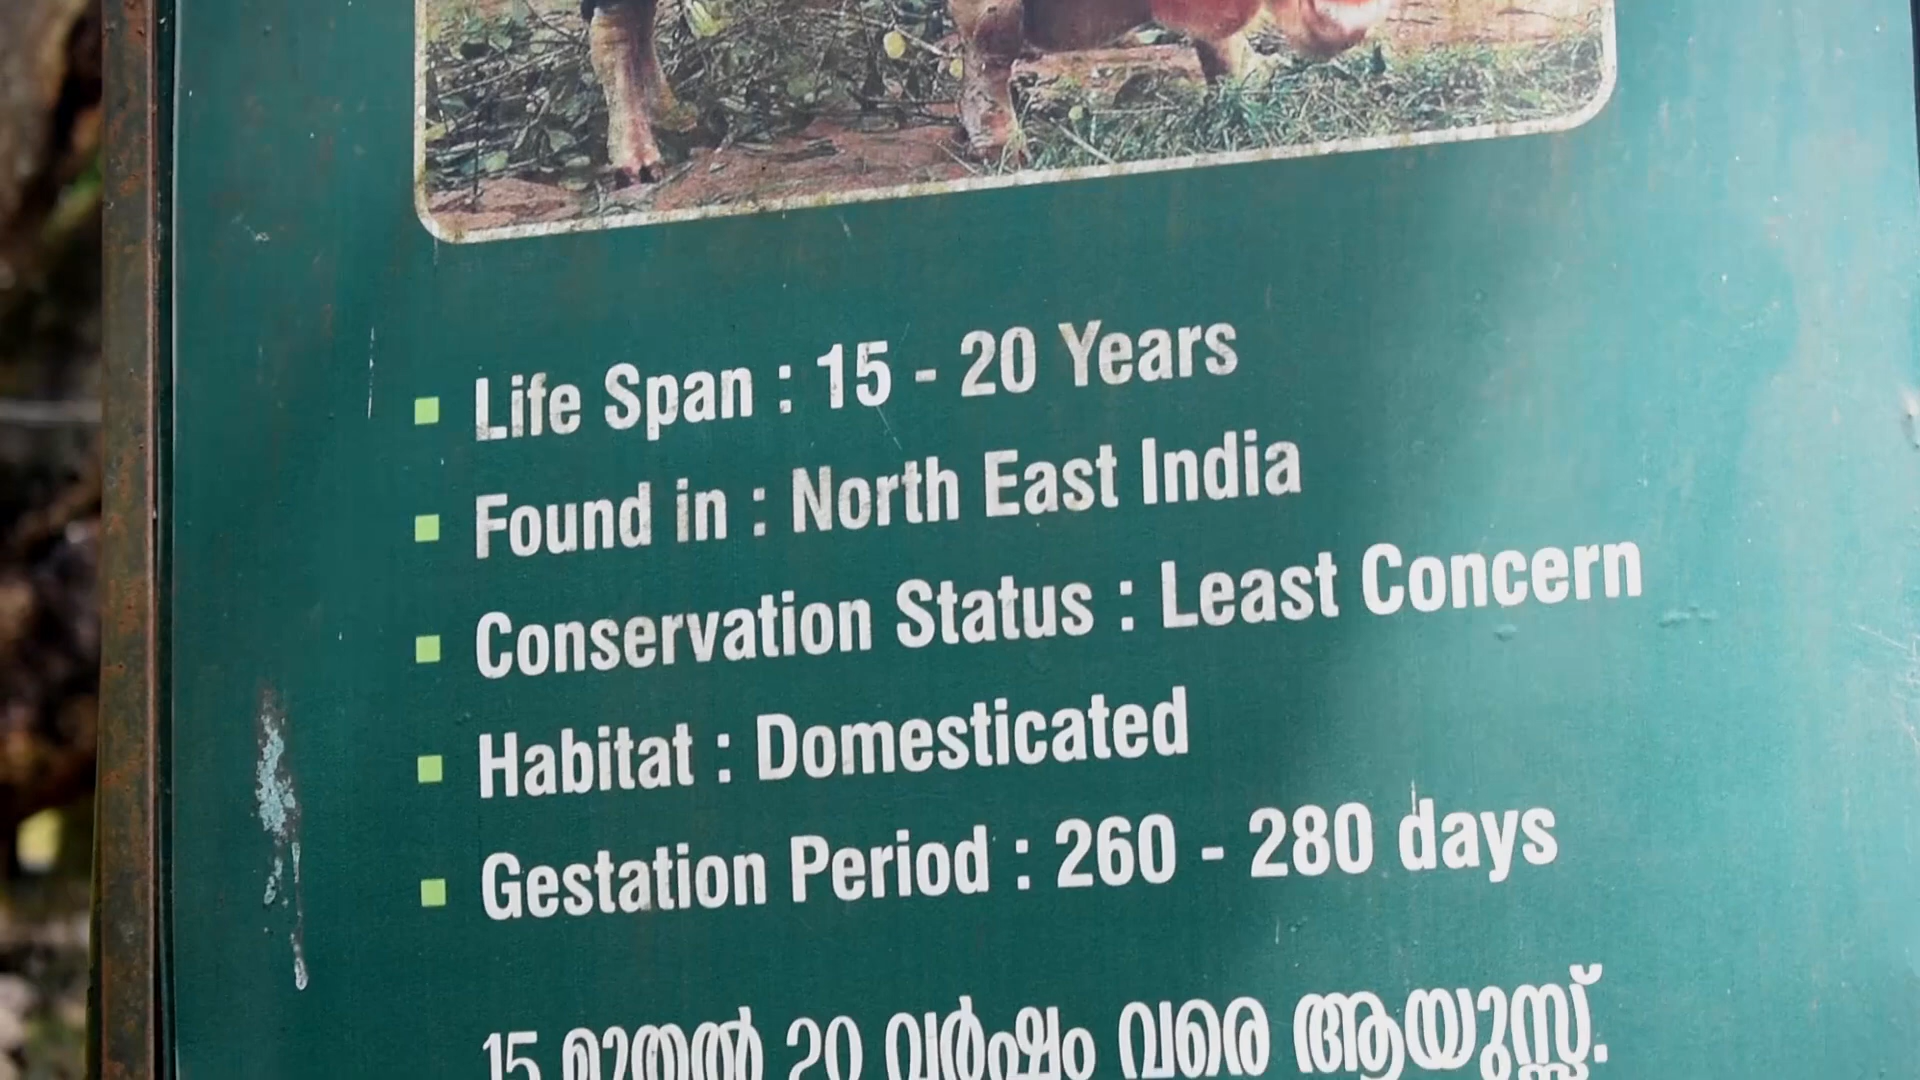 Life Span : 15 - 20 Years
Found in : North East India
Conservation Status : Least Concern
Habitat : Domesticated
Gestation Period : 260 - 280 days
15 മുതൽ 20 വർഷം വരെ ആയുസ്സ്.